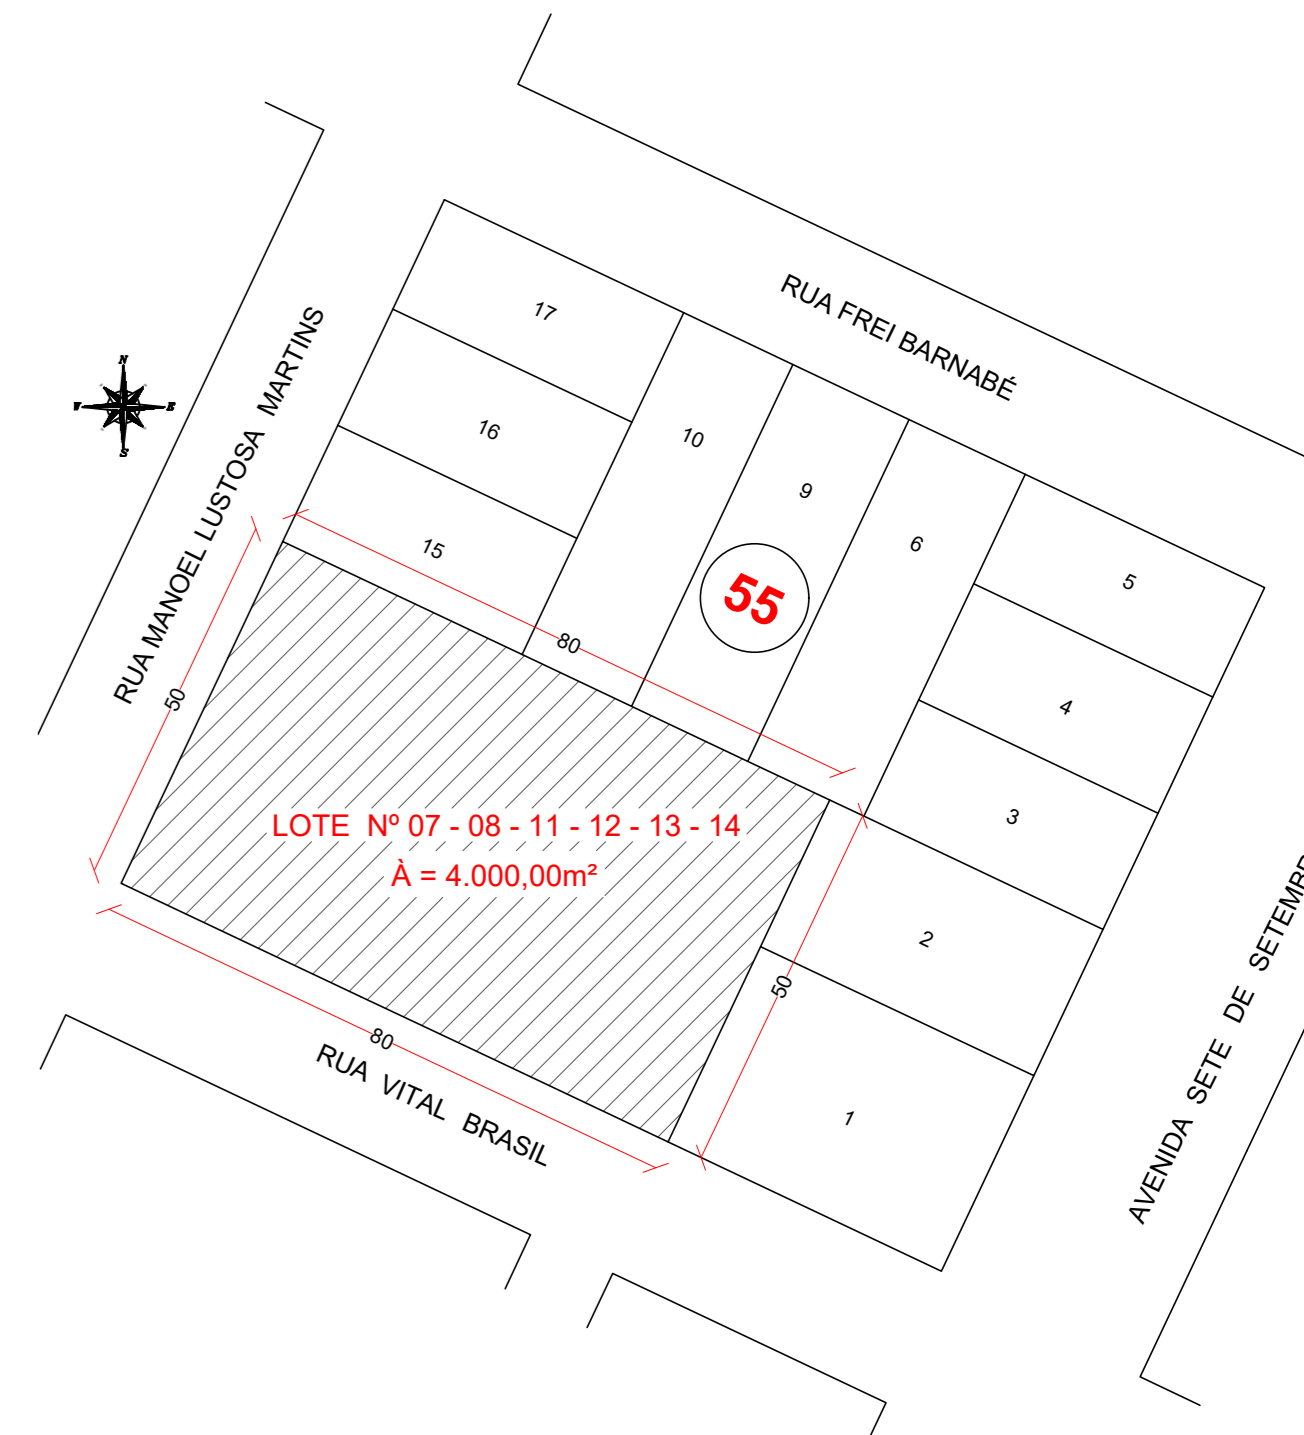 RUA FREI BARNABÉ
17
RUA MANOEL LUSTOSA MARTINS
N
W E
S
16
10
9
6
15
5
55
80
50
4
3
LOTE Nº 07 - 08 - 11 - 12 - 13 - 14
À = 4.000,00m²
2
50
80
RUA VITAL BRASIL
1
AVENIDA SETE DE SETEMBR